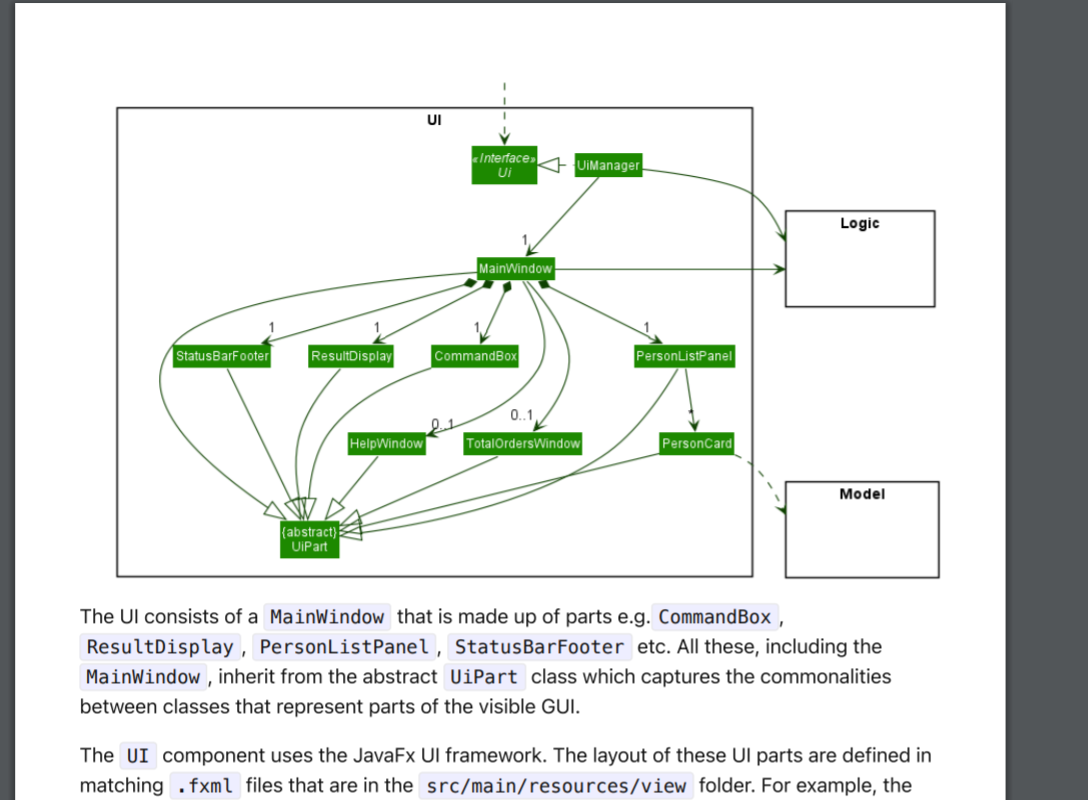 UI
«Interface»
Ui
UiManager
Logic
1
MainWindow
1
1
1
1
StatusBarFooter
ResultDisplay
CommandBox
PersonListPanel
0..1
0..1
*
HelpWindow
TotalOrdersWindow
PersonCard
Model
{abstract}
UiPart
The UI consists of a MainWindow that is made up of parts e.g. CommandBox ,
ResultDisplay , PersonListPanel , StatusBarFooter etc. All these, including the
MainWindow , inherit from the abstract UiPart class which captures the commonalities
between classes that represent parts of the visible GUI.
The UI component uses the JavaFx UI framework. The layout of these UI parts are defined in
matching .fxml files that are in the src/main/resources/view folder. For example, the